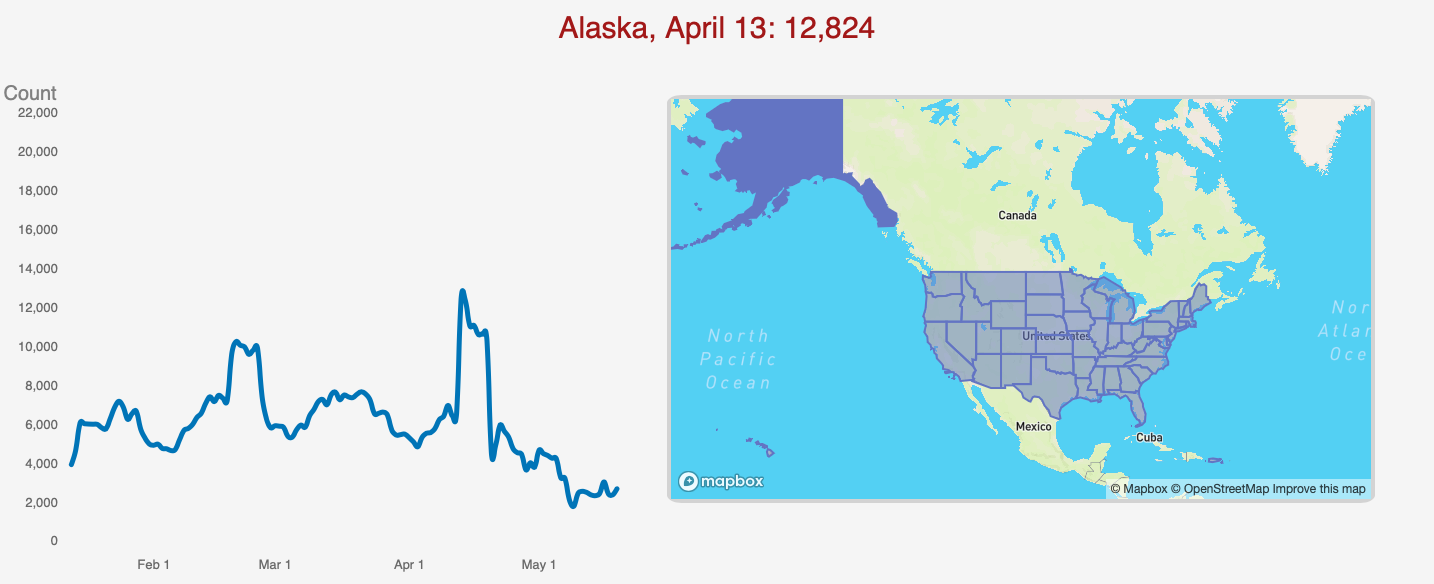 Alaska, April 13: 12,824
Count
22,000
20,000
18,000
16,000
14,000
12,000
10,000
8,000
6,000
4,000
2,000
0
Feb 1
Mar 1
Apr 1
May 1
Canada
United States
Mexico
Cuba
North
Pacific
Ocean
Nor
Atlan
Oce
mapbox
© Mapbox © OpenStreetMap Improve this map